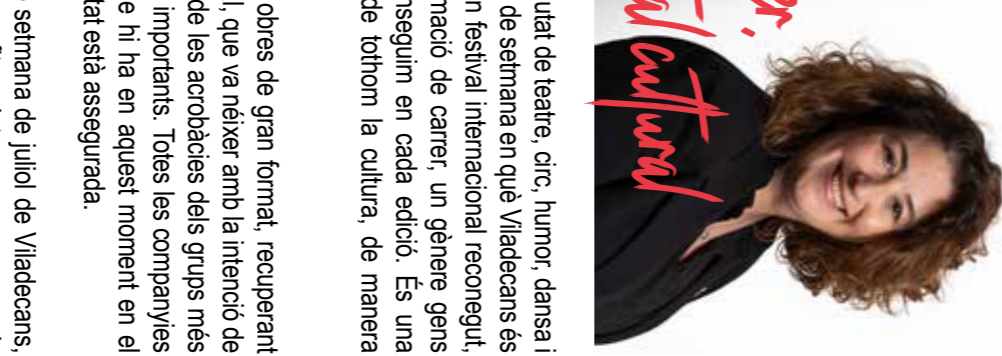 al cultural
utat de teatre, circ, humor, dansa i
de setmana en què Viladecans és
n festival internacional reconegut,
mació de carrer, un gènere gens
nseguim en cada edició. És una
de tothom la cultura, de manera
obres de gran format, recuperant
l, que va néixer amb la intenció de
de les acrobàcies dels grups més
importants. Totes les companyies
e hi ha en aquest moment en el
tat està assegurada.
setmana de juliol de Viladecans,